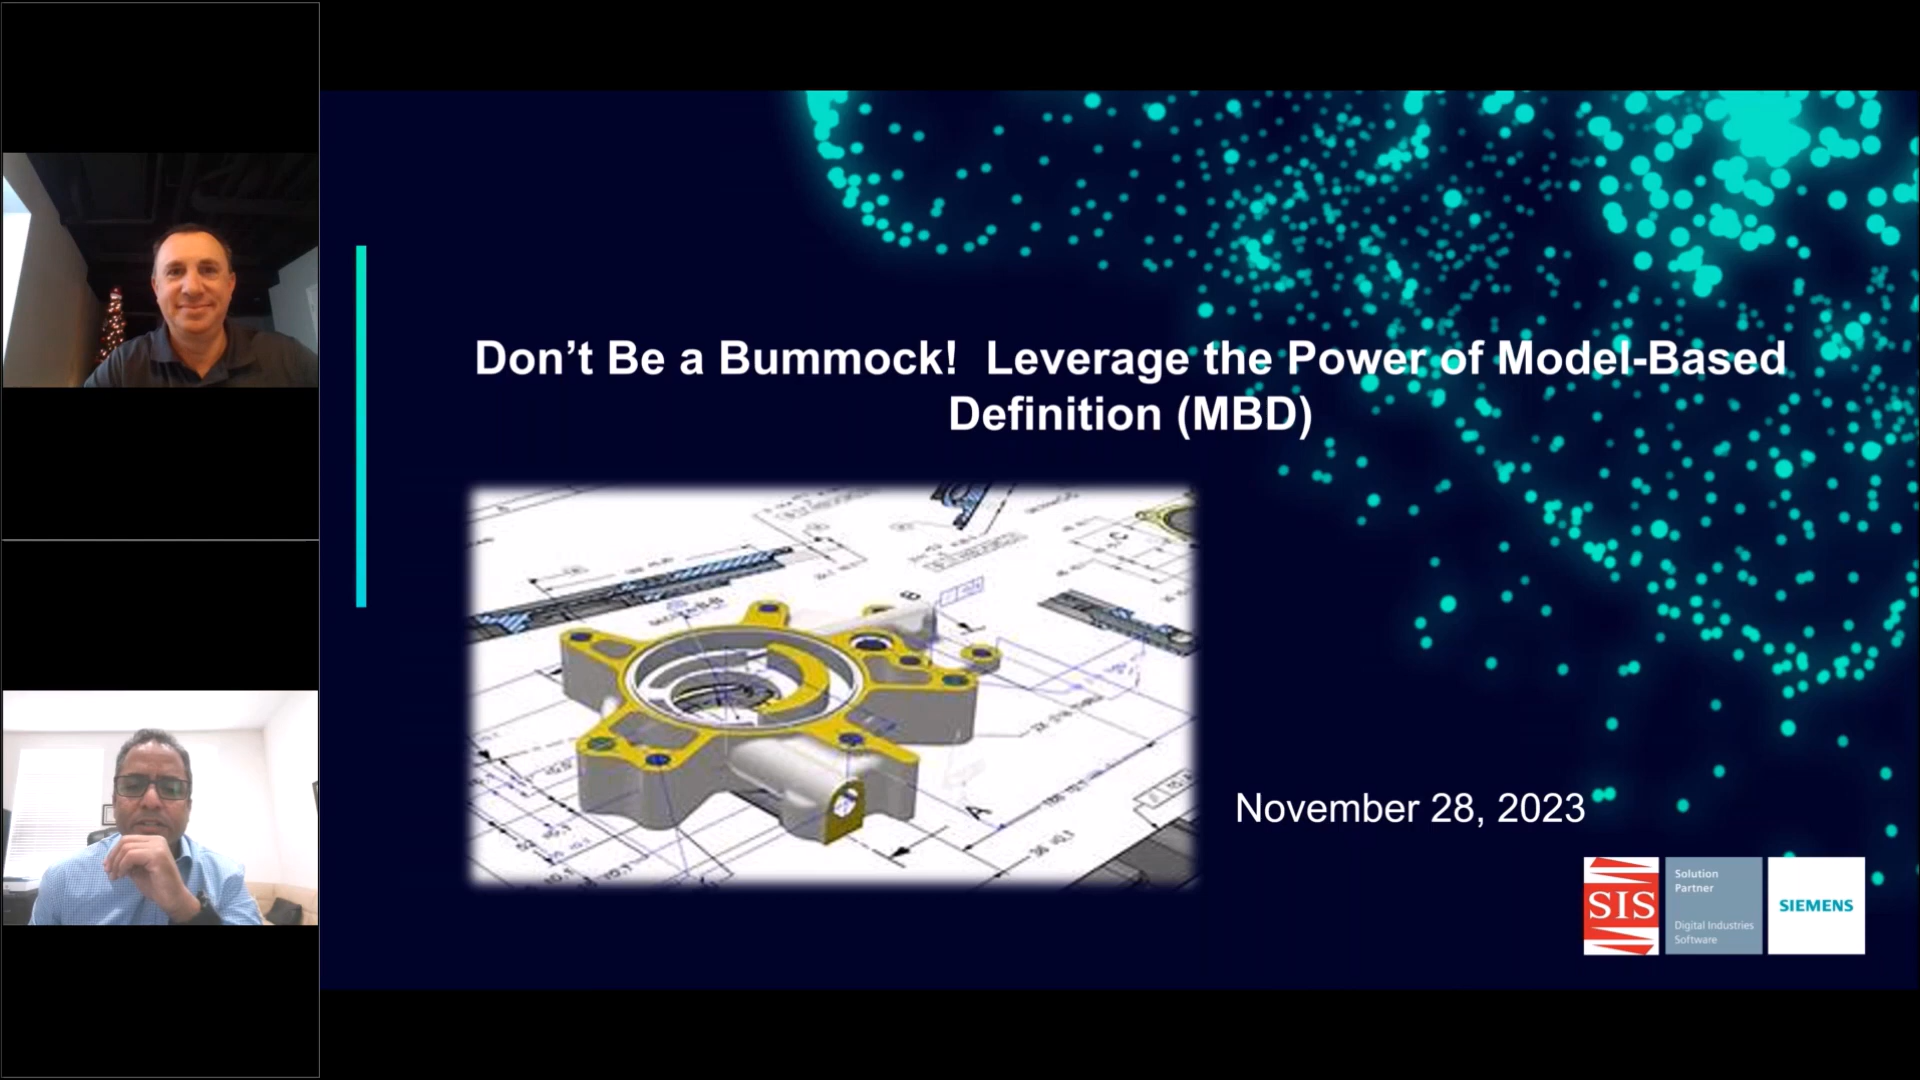 Don’t Be a Bummock!  Leverage the Power of Model-Based
Definition (MBD)
B
C
A
November 28, 2023
SIS
Solution
Partner
Digital Industries
Software
SIEMENS